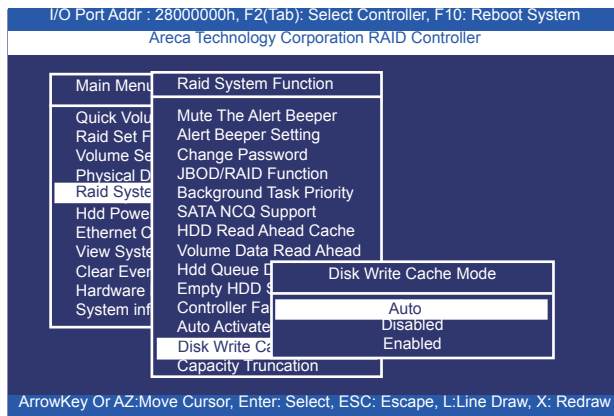 I/O Port Addr : 28000000h, F2(Tab): Select Controller, F10: Reboot System
Areca Technology Corporation RAID Controller
Main Menu
Quick Volu
Raid Set F
Volume Se
Physical D
Raid Syste
Hdd Powe
Ethernet C
View Syste
Clear Even
Hardware
System inf
Raid System Function
Mute The Alert Beeper
Alert Beeper Setting
Change Password
JBOD/RAID Function
Background Task Priority
SATA NCQ Support
HDD Read Ahead Cache
Volume Data Read Ahead
Hdd Queue D
Empty HDD S
Controller Fa
Auto Activate
Disk Write Ca
Capacity Truncation
Disk Write Cache Mode
Auto
Disabled
Enabled
ArrowKey Or AZ:Move Cursor, Enter: Select, ESC: Escape, L:Line Draw, X: Redraw